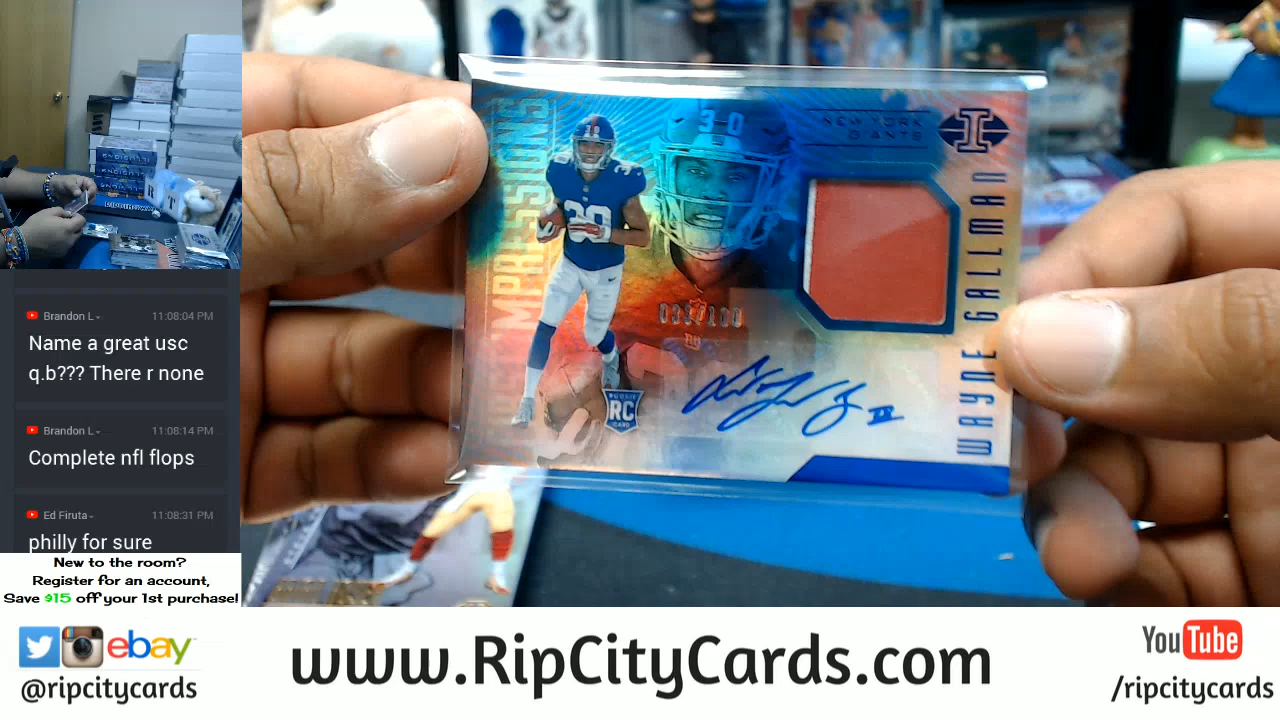 Brandon L
11:08:04 PM
Name a great usc
q.b??? There r none
Brandon L
11:08:14 PM
Complete nfl flops
Ed Firuta
11:08:31 PM
philly for sure
New to the room?
Register for an account,
Save $15 off your 1st purchase!
IMPRESSIONS
30
30
NEW YORK
GIANTS
I
WAYNE GALLMAN
ROOKIE
RC
CARD
ebay
@ripcitycards
www.RipCityCards.com
YouTube
/ripcitycards